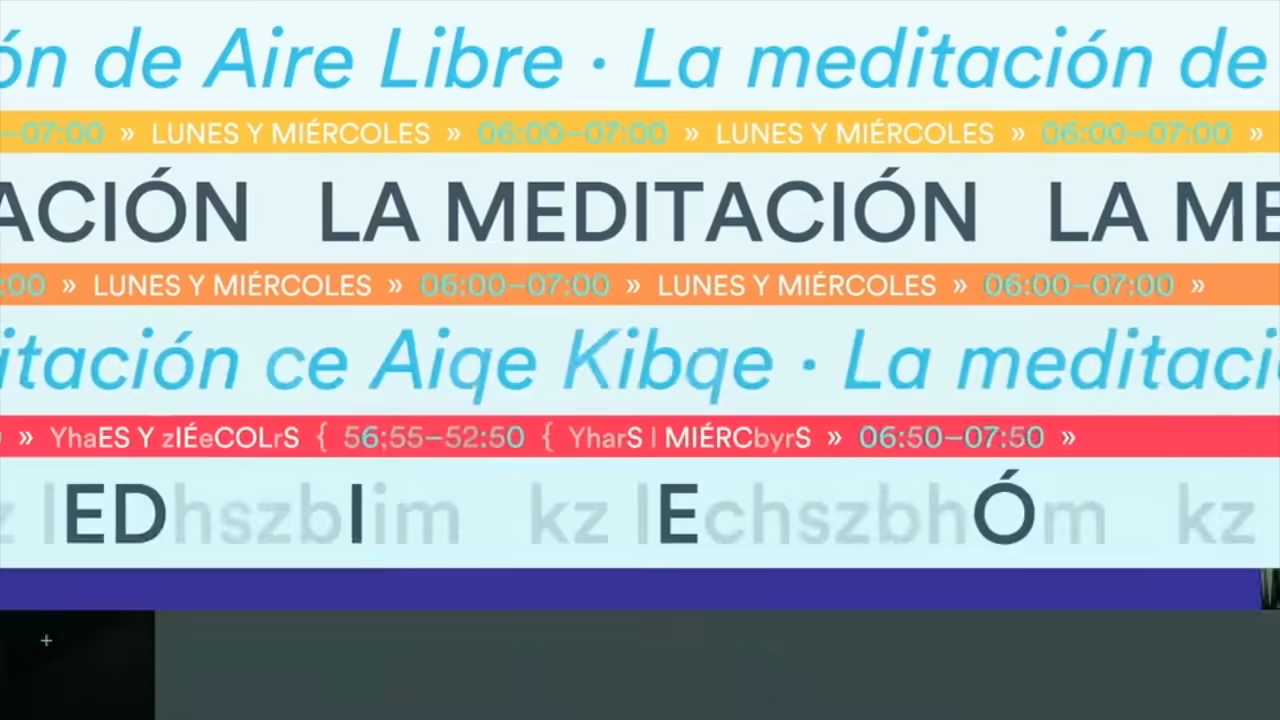 ón de Aire Libre · La meditación de
–07:00 » LUNES Y MIÉRCOLES » 06:00–07:00 » LUNES Y MIÉRCOLES » 06:00–07:00 »
ACIÓN LA MEDITACIÓN LA ME
:00 » LUNES Y MIÉRCOLES » 06:00–07:00 » LUNES Y MIÉRCOLES » 06:00–07:00 »
itación ce Aiqe Kibqe · La meditaci
» YhaES Y zIÉeCOLrS { 56;55–52:50 { YharS | MIÉRCbyrS » 06:50–07:50 »
z lEDhszbIim kz lEchszbhÓm kz